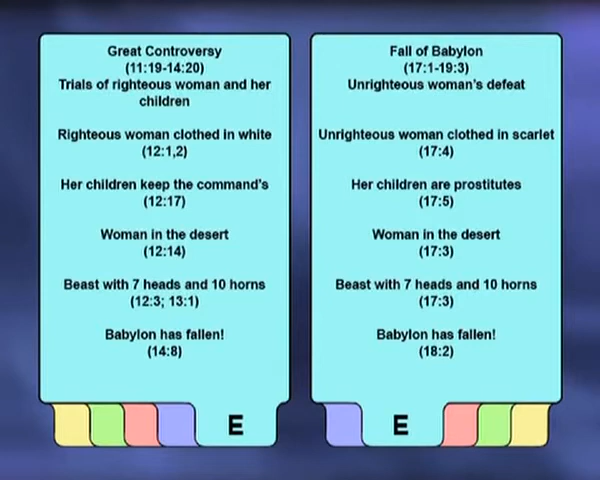 Great Controversy
(11:19-14:20)
Trials of righteous woman and her
children
Righteous woman clothed in white
(12:1,2)
Her children keep the command's
(12:17)
Woman in the desert
(12:14)
Beast with 7 heads and 10 horns
(12:3; 13:1)
Babylon has fallen!
(14:8)
E
Fall of Babylon
(17:1-19:3)
Unrighteous woman's defeat
Unrighteous woman clothed in scarlet
(17:4)
Her children are prostitutes
(17:5)
Woman in the desert
(17:3)
Beast with 7 heads and 10 horns
(17:3)
Babylon has fallen!
(18:2)
E